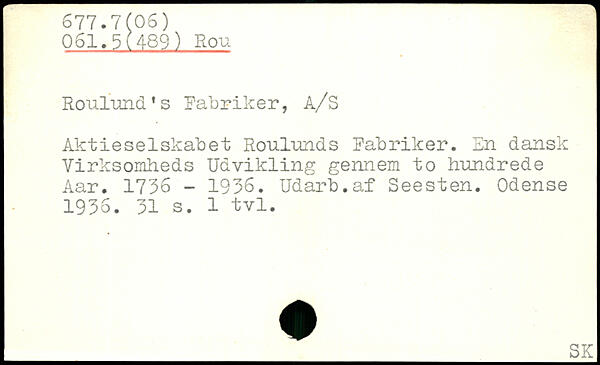 677.7(06)
061.5(489) Rou
Roulund's Fabriker, A/S
Aktieselskabet Roulunds Fabriker. En dansk
Virksomheds Udvikling gennem to hundrede
Aar. 1736 - 1936. Udarb.af Seesten. Odense
1936. 31 s. 1 tvl.
SK